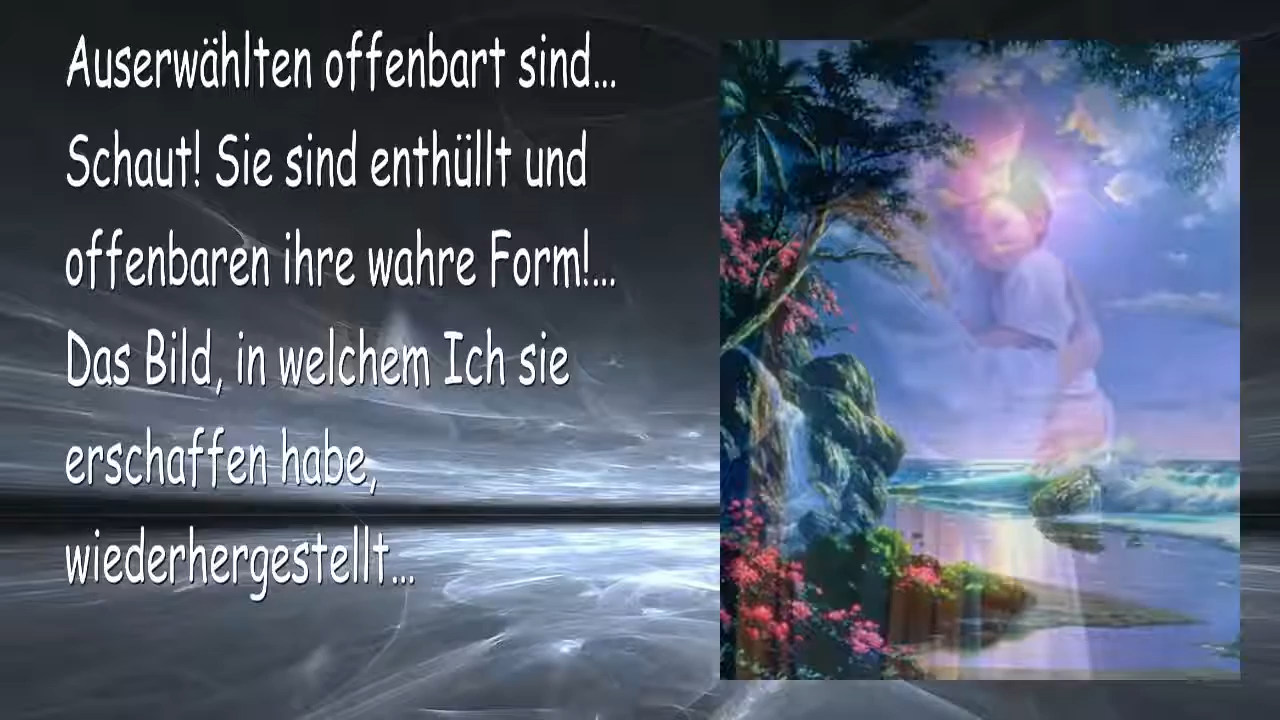 Auserwählten offenbart sind...
Schaut! Sie sind enthüllt und
offenbaren ihre wahre Form!...
Das Bild, in welchem Ich sie
erschaffen habe,
wiederhergestellt...